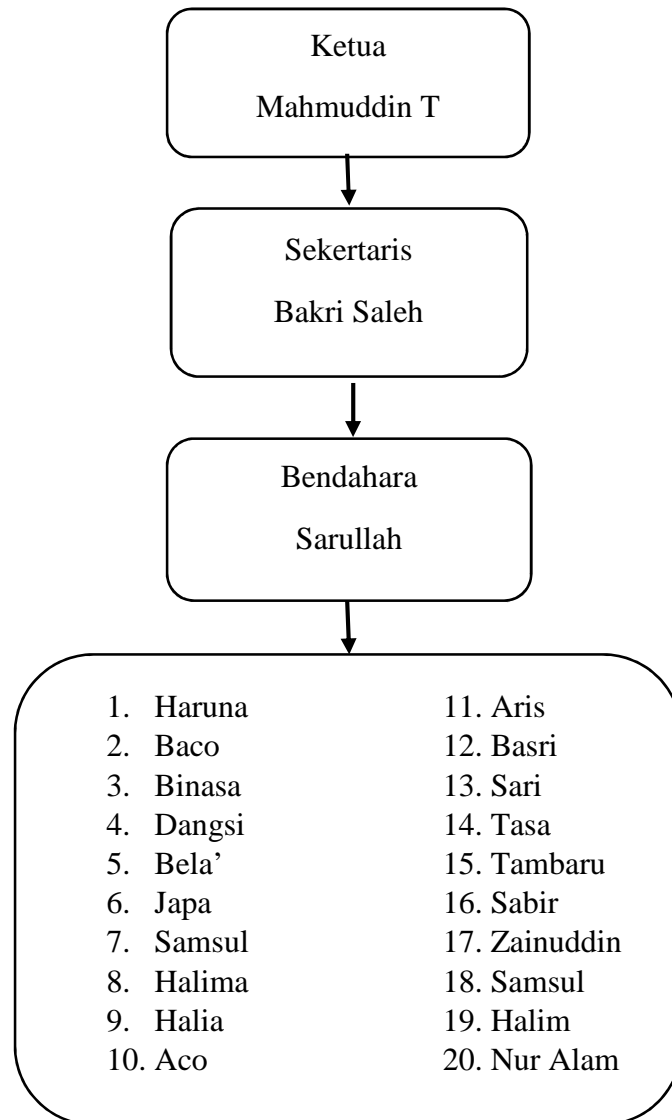 Ketua
Mahmuddin T
Sekertaris
Bakri Saleh
Bendahara
Sarullah
1. Haruna
2. Baco
3. Binasa
4. Dangsi
5. Bela’
6. Japa
7. Samsul
8. Halima
9. Halia
10. Aco
11. Aris
12. Basri
13. Sari
14. Tasa
15. Tambaru
16. Sabir
17. Zainuddin
18. Samsul
19. Halim
20. Nur Alam